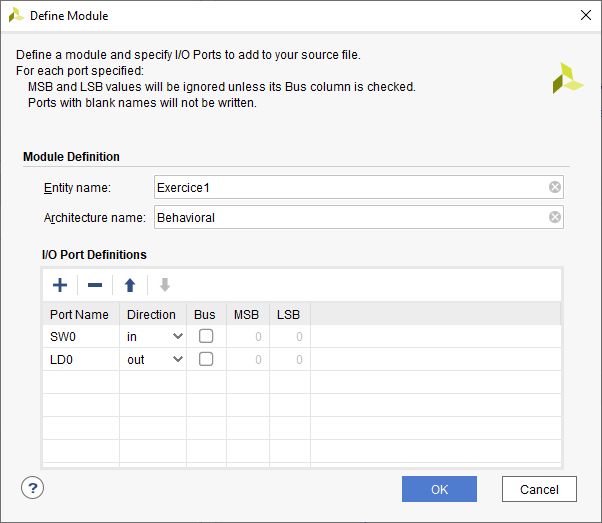 Define Module
Define a module and specify I/O Ports to add to your source file.
For each port specified:
MSB and LSB values will be ignored unless its Bus column is checked.
Ports with blank names will not be written.
Module Definition
Entity name: Exercice1
Architecture name: Behavioral
I/O Port Definitions
Port Name Direction Bus MSB LSB
SW0 in 0 0
LD0 out 0 0
?
OK Cancel